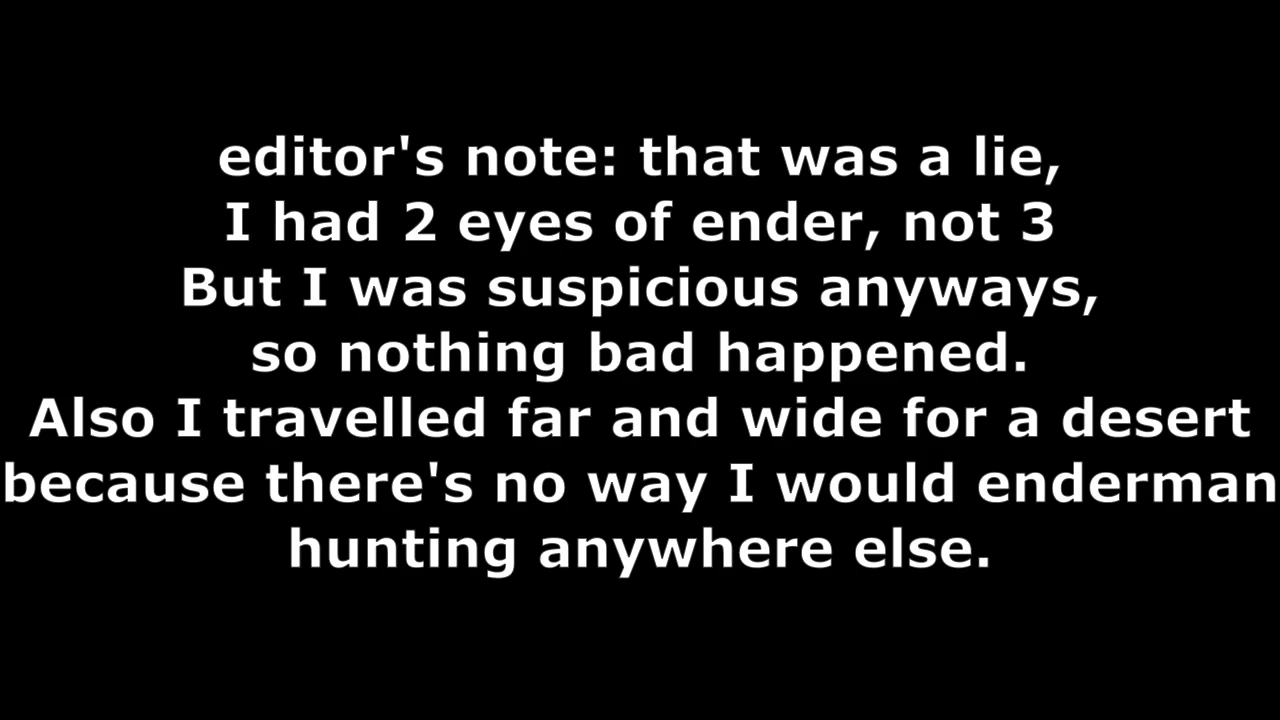 editor's note: that was a lie,
I had 2 eyes of ender, not 3
But I was suspicious anyways,
so nothing bad happened.
Also I travelled far and wide for a desert
because there's no way I would enderman
hunting anywhere else.